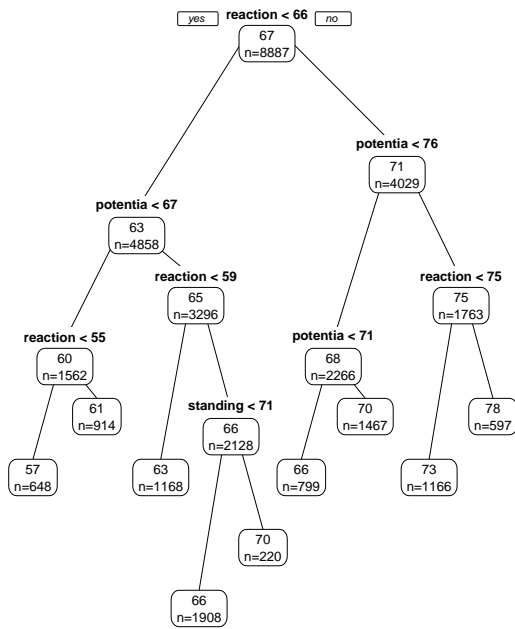 reaction < 66
yes
no
67
n=8887
potentia < 76
71
n=4029
potentia < 67
63
n=4858
reaction < 59
65
n=3296
reaction < 75
75
n=1763
reaction < 55
60
n=1562
potentia < 71
68
n=2266
61
n=914
standing < 71
66
n=2128
70
n=1467
78
n=597
57
n=648
63
n=1168
66
n=799
73
n=1166
70
n=220
66
n=1908